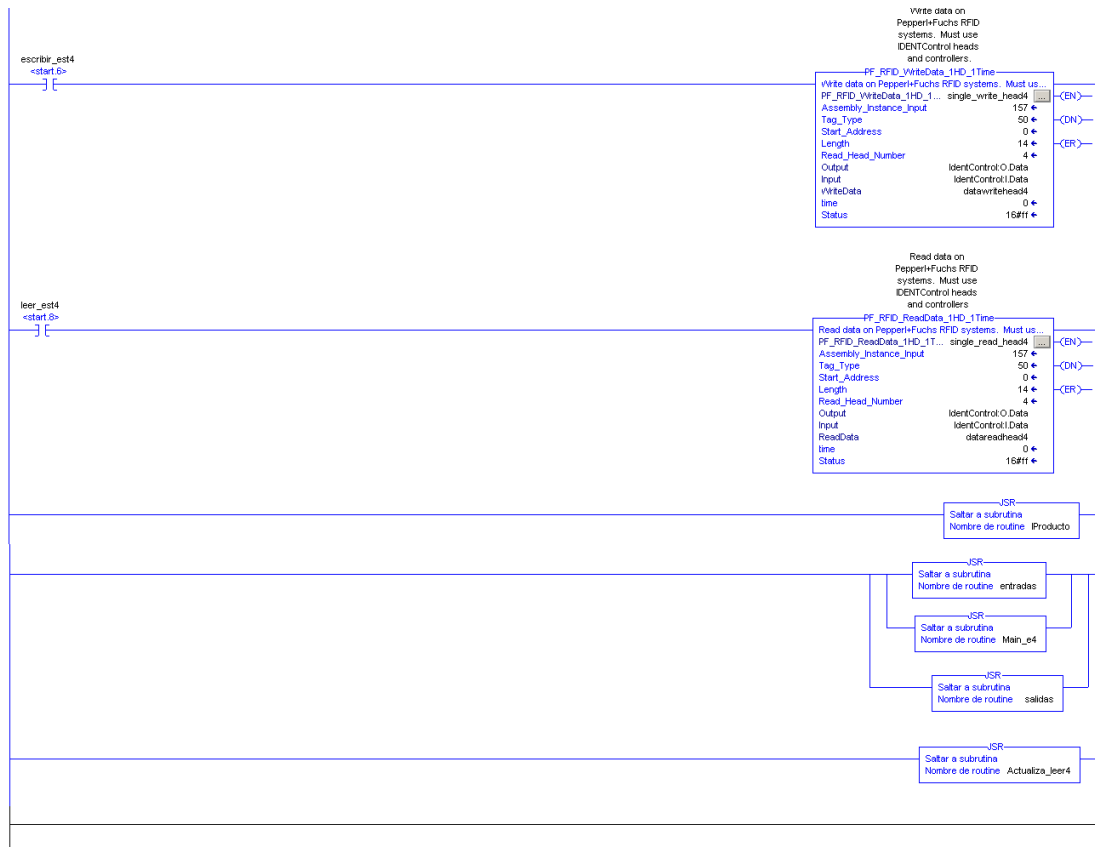 Write data on
Pepperl+Fuchs RFID
systems. Must use
IDENTControl heads
and controllers.
escribir_est4
<start.6>
PF_RFID_WriteData_1HD_1Time
Write data on Pepperl+Fuchs RFID systems. Must us...
PF_RFID_WriteData_1HD_1... single_write_head4 ...
Assembly_Instance_Input 157
Tag_Type 50
Start_Address 0
Length 14
Read_Head_Number 4
Output IdentControl:O.Data
Input IdentControl:I.Data
WriteData datawritehead4
time 0
Status 16#ff
(EN)
(DN)
(ER)
Read data on
Pepperl+Fuchs RFID
systems. Must use
IDENTControl heads
and controllers
leer_est4
<start.8>
PF_RFID_ReadData_1HD_1Time
Read data on Pepperl+Fuchs RFID systems. Must us...
PF_RFID_ReadData_1HD_1T... single_read_head4 ...
Assembly_Instance_Input 157
Tag_Type 50
Start_Address 0
Length 14
Read_Head_Number 4
Output IdentControl:O.Data
Input IdentControl:I.Data
ReadData datareadhead4
time 0
Status 16#ff
(EN)
(DN)
(ER)
JSR
Saltar a subrutina
Nombre de routine IProducto
JSR
Saltar a subrutina
Nombre de routine entradas
JSR
Saltar a subrutina
Nombre de routine Main_e4
JSR
Saltar a subrutina
Nombre de routine salidas
JSR
Saltar a subrutina
Nombre de routine Actualiza_leer4